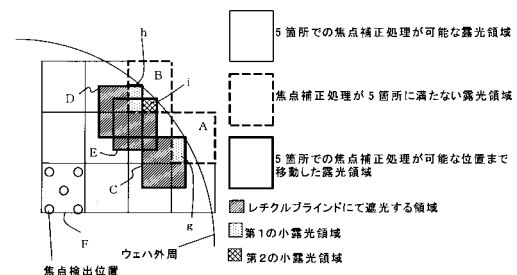 h
B
i
D
A
E
C
g
F
ウェハ外周
焦点検出位置
5箇所での焦点補正処理が可能な露光領域
焦点補正処理が5箇所に満たない露光領域
5箇所での焦点補正処理が可能な位置まで
移動した露光領域
レチクルブラインドにて遮光する領域
第1の小露光領域
第2の小露光領域